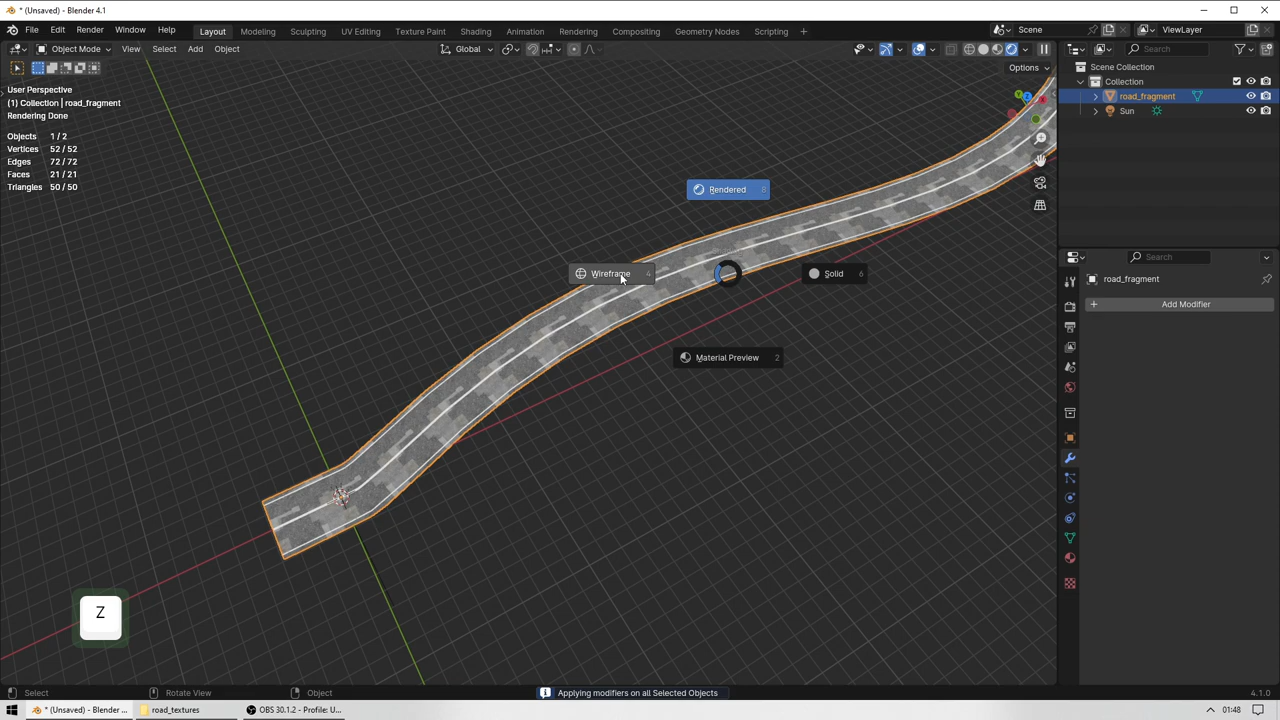 * (Unsaved) - Blender 4.1
File Edit Render Window Help
Layout Modeling Sculpting UV Editing Texture Paint Shading Animation Rendering Compositing Geometry Nodes Scripting +
Scene
ViewLayer
Object Mode View Select Add Object
Global
Search
Options
User Perspective
(1) Collection | road_fragment
Rendering Done
Objects 1 / 2
Vertices 52 / 52
Edges 72 / 72
Faces 21 / 21
Triangles 50 / 50
Scene Collection
Collection
road_fragment
Sun
Rendered 8
Wireframe 4
Solid 6
Material Preview 2
Search
road_fragment
Add Modifier
Z
Select
Rotate View
Object
Applying modifiers on all Selected Objects
4.1.0
* (Unsaved) - Blender ...
road_textures
OBS 30.1.2 - Profile: U...
01:48